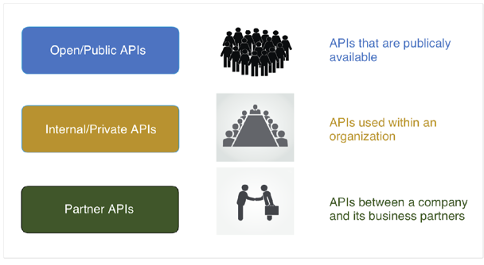 Open/Public APIs
APIs that are publicaly
available
Internal/Private APIs
APIs used within an
organization
Partner APIs
APIs between a company
and its business partners